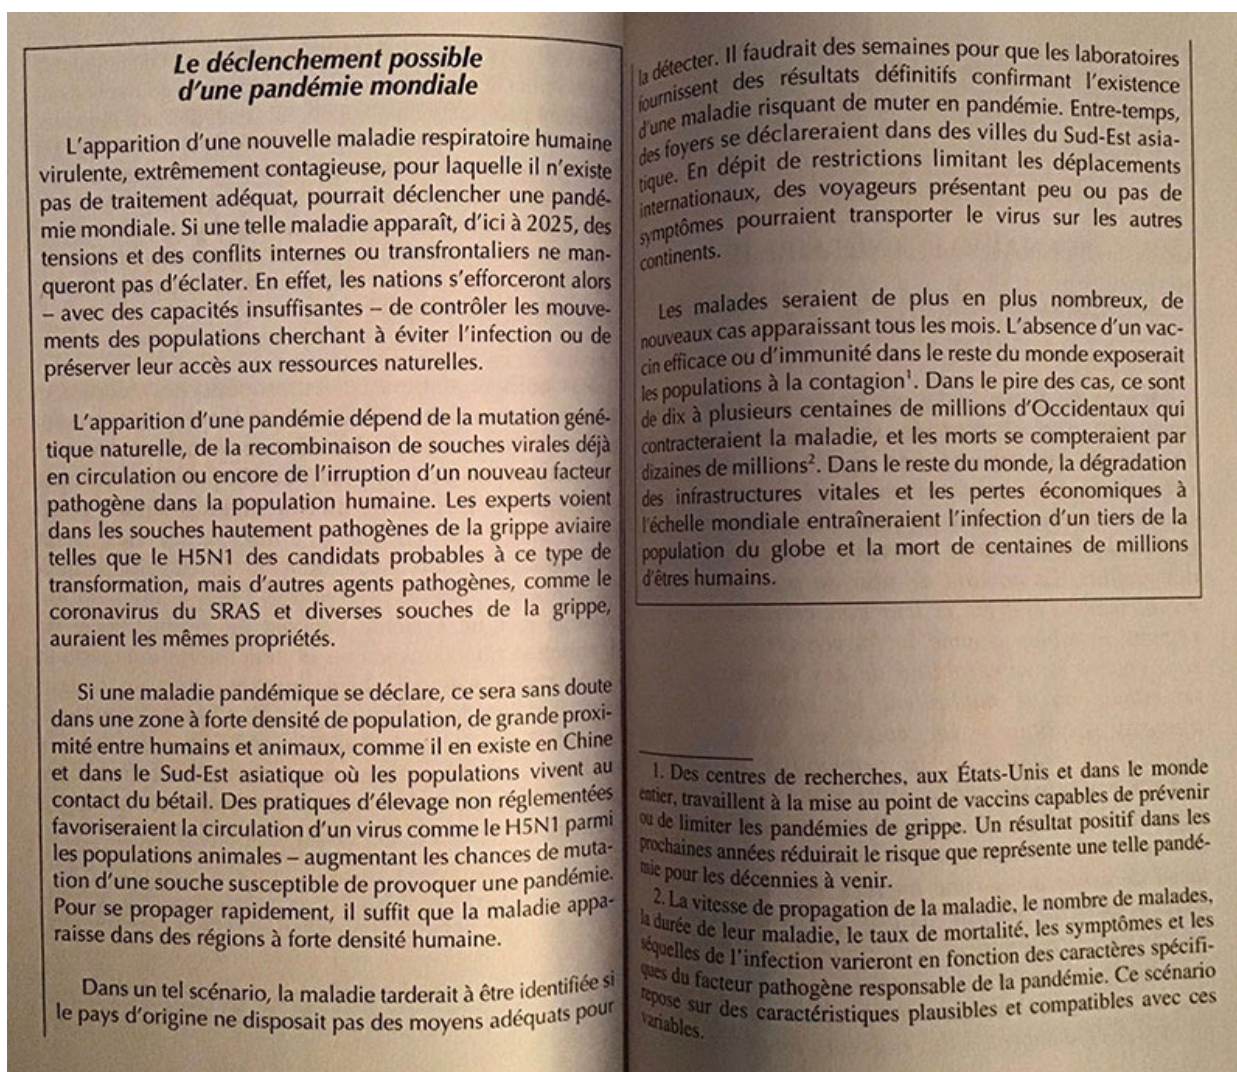 Le déclenchement possible
d'une pandémie mondiale
L'apparition d'une nouvelle maladie respiratoire humaine
virulente, extrêmement contagieuse, pour laquelle il n'existe
pas de traitement adéquat, pourrait déclencher une pandé-
mie mondiale. Si une telle maladie apparaît, d'ici à 2025, des
tensions et des conflits internes ou transfrontaliers ne man-
queront pas d'éclater. En effet, les nations s'efforceront alors
– avec des capacités insuffisantes – de contrôler les mouve-
ments des populations cherchant à éviter l'infection ou de
préserver leur accès aux ressources naturelles.
L'apparition d'une pandémie dépend de la mutation géné-
tique naturelle, de la recombinaison de souches virales déjà
en circulation ou encore de l'irruption d'un nouveau facteur
pathogène dans la population humaine. Les experts voient
dans les souches hautement pathogènes de la grippe aviaire
telles que le H5N1 des candidats probables à ce type de
transformation, mais d'autres agents pathogènes, comme le
coronavirus du SRAS et diverses souches de la grippe,
auraient les mêmes propriétés.
Si une maladie pandémique se déclare, ce sera sans doute
dans une zone à forte densité de population, de grande proxi-
mité entre humains et animaux, comme il en existe en Chine
et dans le Sud-Est asiatique où les populations vivent au
contact du bétail. Des pratiques d'élevage non réglementées
favoriseraient la circulation d'un virus comme le H5N1 parmi
les populations animales – augmentant les chances de muta-
tion d'une souche susceptible de provoquer une pandémie.
Pour se propager rapidement, il suffit que la maladie appa-
raisse dans des régions à forte densité humaine.
Dans un tel scénario, la maladie tarderait à être identifiée si
le pays d'origine ne disposait pas des moyens adéquats pour
la détecter. Il faudrait des semaines pour que les laboratoires
fournissent des résultats définitifs confirmant l'existence
d'une maladie risquant de muter en pandémie. Entre-temps,
des foyers se déclareraient dans des villes du Sud-Est asia-
tique. En dépit de restrictions limitant les déplacements
internationaux, des voyageurs présentant peu ou pas de
symptômes pourraient transporter le virus sur les autres
continents.
Les malades seraient de plus en plus nombreux, de
nouveaux cas apparaissant tous les mois. L'absence d'un vac-
cin efficace ou d'immunité dans le reste du monde exposerait
les populations à la contagion¹. Dans le pire des cas, ce sont
de dix à plusieurs centaines de millions d'Occidentaux qui
contracteraient la maladie, et les morts se compteraient par
dizaines de millions². Dans le reste du monde, la dégradation
des infrastructures vitales et les pertes économiques à
l'échelle mondiale entraîneraient l'infection d'un tiers de la
population du globe et la mort de centaines de millions
d'êtres humains.
1. Des centres de recherches, aux États-Unis et dans le monde
entier, travaillent à la mise au point de vaccins capables de prévenir
ou de limiter les pandémies de grippe. Un résultat positif dans les
prochaines années réduirait le risque que représente une telle pandé-
mie pour les décennies à venir.
2. La vitesse de propagation de la maladie, le nombre de malades,
la durée de leur maladie, le taux de mortalité, les symptômes et les
séquelles de l'infection varieront en fonction des caractères spécifi-
ques du facteur pathogène responsable de la pandémie. Ce scénario
repose sur des caractéristiques plausibles et compatibles avec ces
variables.